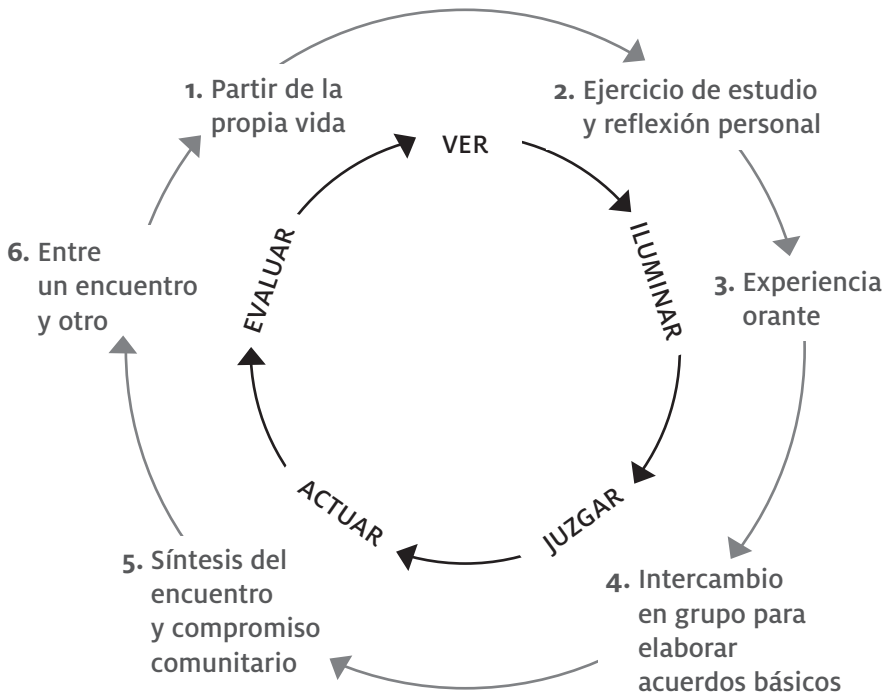 1. Partir de la
propia vida
2. Ejercicio de estudio
y reflexión personal
3. Experiencia
orante
4. Intercambio
en grupo para
elaborar
acuerdos básicos
5. Síntesis del
encuentro
y compromiso
comunitario
6. Entre
un encuentro
y otro
VER
ILUMINAR
JUZGAR
ACTUAR
EVALUAR